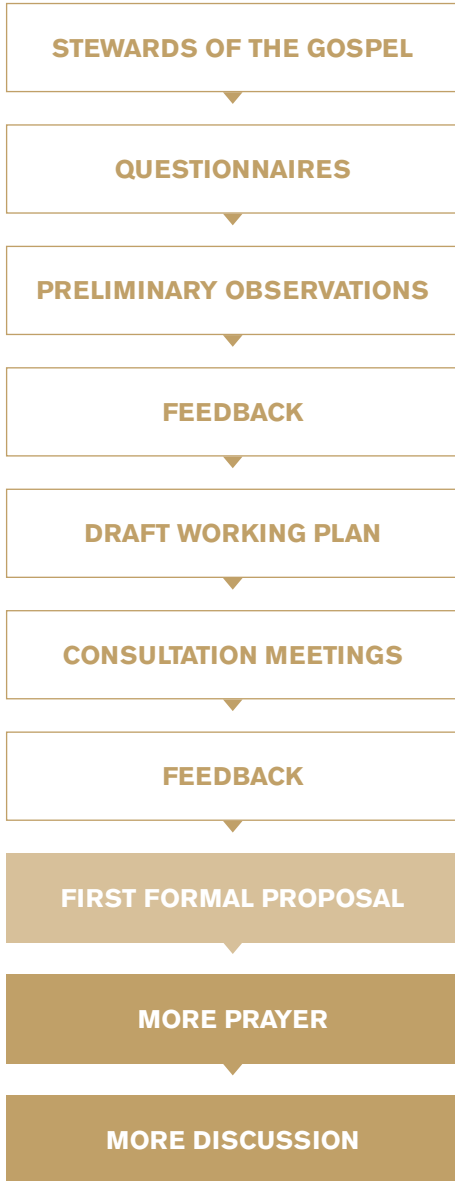 STEWARDS OF THE GOSPEL
QUESTIONNAIRES
PRELIMINARY OBSERVATIONS
FEEDBACK
DRAFT WORKING PLAN
CONSULTATION MEETINGS
FEEDBACK
FIRST FORMAL PROPOSAL
MORE PRAYER
MORE DISCUSSION